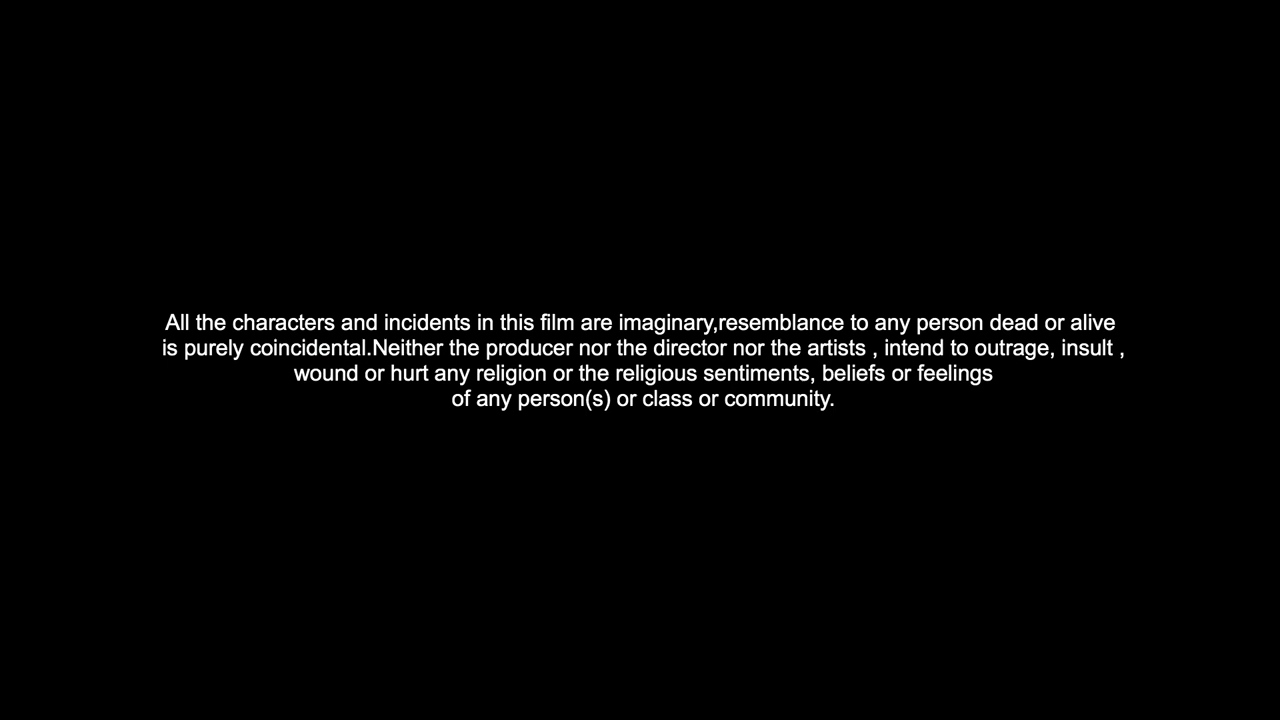 All the characters and incidents in this film are imaginary,resemblance to any person dead or alive
is purely coincidental.Neither the producer nor the director nor the artists , intend to outrage, insult ,
wound or hurt any religion or the religious sentiments, beliefs or feelings
of any person(s) or class or community.